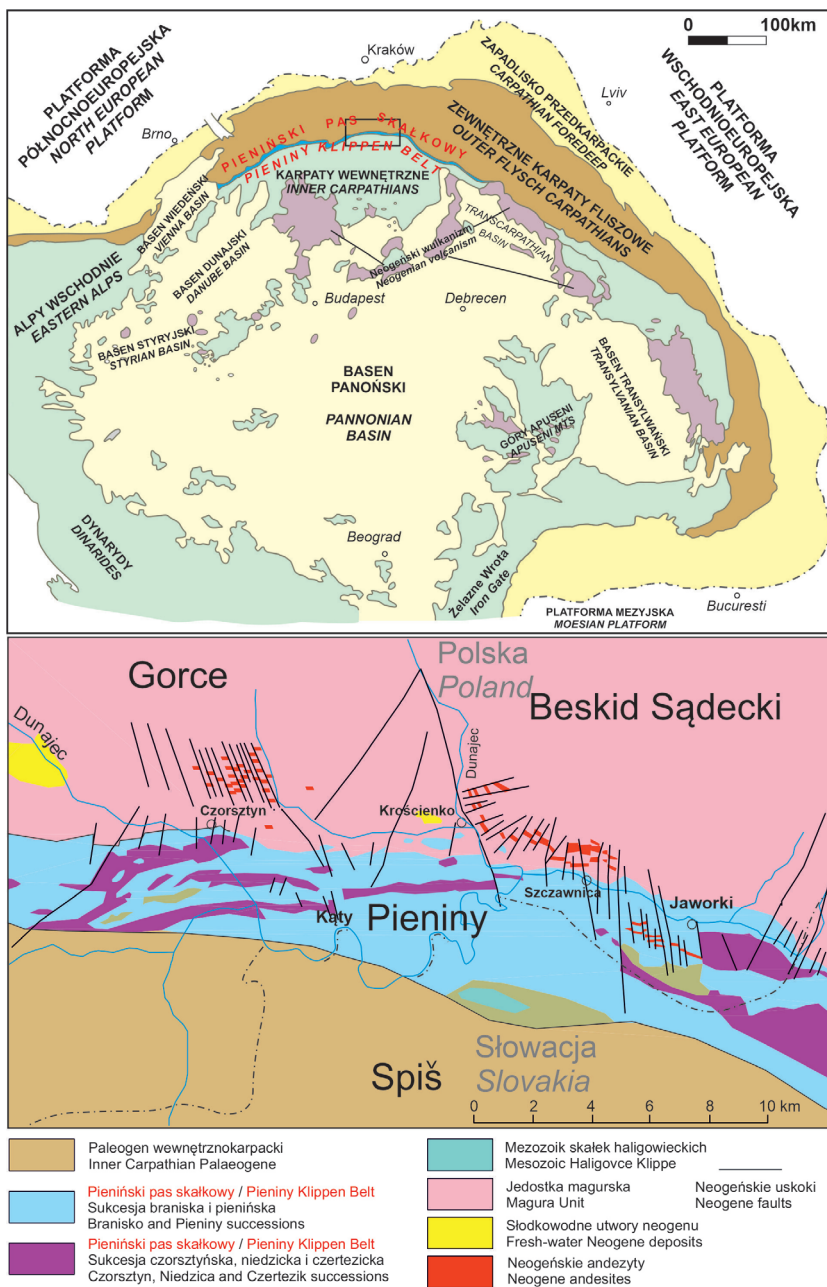 0 100km
Kraków
PLATFORMA
PÓŁNOCNOEUROPEJSKA
NORTH EUROPEAN
PLATFORM
ZAPADLISKO PRZEDKARPACKIE
CARPATHIAN FOREDEEP
Lviv
PLATFORMA
WSCHODNIOEUROPEJSKA
EAST EUROPEAN
PLATFORM
Brno
PIENIŃSKI PAS SKAŁKOWY
PIENINY KLIPPEN BELT
ZEWNĘTRZNE KARPATY FLISZOWE
OUTER FLYSCH CARPATHIANS
KARPATY WEWNĘTRZNE
INNER CARPATHIANS
BASEN WIEDEŃSKI
VIENNA BASIN
TRANSCARPATHIAN
BASIN
Neogeński wulkanizm
Neogenian volcanism
ALPY WSCHODNIE
EASTERN ALPS
BASEN DUNAJSKI
DANUBE BASIN
Budapest
Debrecen
BASEN STYRYJSKI
STYRIAN BASIN
BASEN
PANOŃSKI
PANNONIAN
BASIN
GÓRY APUSENI
APUSENI MTS
BASEN TRANSYLWAŃSKI
TRANSYLVANIAN BASIN
DYNARYDY
DINARIDES
Beograd
Żelazne Wrota
Iron Gate
PLATFORMA MEZYJSKA
MOESIAN PLATFORM
Bucuresti
Gorce
Polska
Poland
Beskid Sądecki
Dunajec
Dunajec
Czorsztyn
Krościenko
Szczawnica
Jaworki
Kąty
Pieniny
Słowacja
Slovakia
Spiš
0 2 4 6 8 10 km
Paleogen wewnętrznokarpacki
Inner Carpathian Palaeogene
Pieniński pas skałkowy / Pieniny Klippen Belt
Sukcesja braniska i pienińska
Branisko and Pieniny successions
Pieniński pas skałkowy / Pieniny Klippen Belt
Sukcesja czorsztyńska, niedzicka i czertezicka
Czorsztyn, Niedzica and Czertezik successions
Mezozoik skałek haligowieckich
Mesozoic Haligovce Klippe
Jedostka magurska
Magura Unit
Neogeńskie uskoki
Neogene faults
Słodkowodne utwory neogenu
Fresh-water Neogene deposits
Neogeńskie andezyty
Neogene andesites